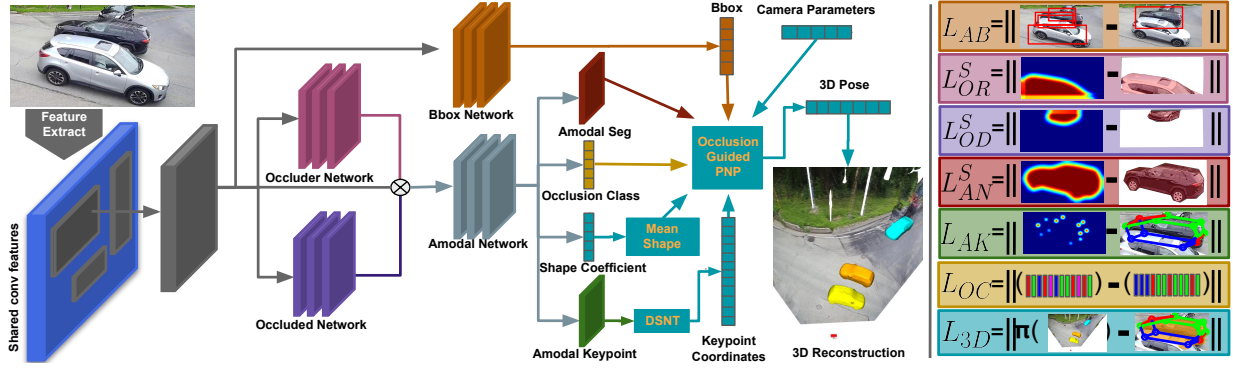 Feature
Extract
Shared conv features
Occluder Network
Occluded Network
Bbox Network
Amodal Network
Amodal Seg
Occlusion Class
Shape Coefficient
Amodal Keypoint
Mean
Shape
DSNT
Bbox
Camera Parameters
Occlusion
Guided
PNP
Keypoint
Coordinates
3D Pose
3D Reconstruction
L_AB=‖ - ‖
L^S_OR=‖ - ‖
L^S_OD=‖ - ‖
L^S_AN=‖ - ‖
L_AK=‖ - ‖
L_OC=‖( ) - ( )‖
L_3D=‖π( ) - ‖